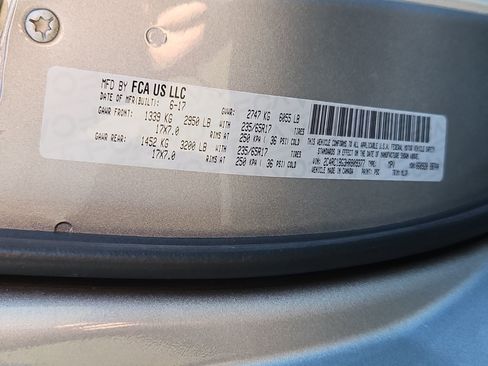 MFD BY FCA US LLC
DATE OF MFR(BUILT): 6-17 GVWR: 2747 KG 6055 LB
GAWR FRONT: 1339 KG 2950 LB WITH 235/65R17
17X7.0 RIMS AT 250 KPA ( 36 PSI) COLD
GAWR REAR: 1452 KG 3200 LB WITH 235/65R17
17X7.0 RIMS AT 250 KPA ( 36 PSI) COLD
THIS VEHICLE CONFORMS TO ALL APPLICABLE U.S.A. FEDERAL MOTOR VEHICLE SAFETY
STANDARDS IN EFFECT ON THE DATE OF MANUFACTURE SHOWN ABOVE.
VIN: TYPE: MPV
VEHICLE MADE IN CANADA PAINT: